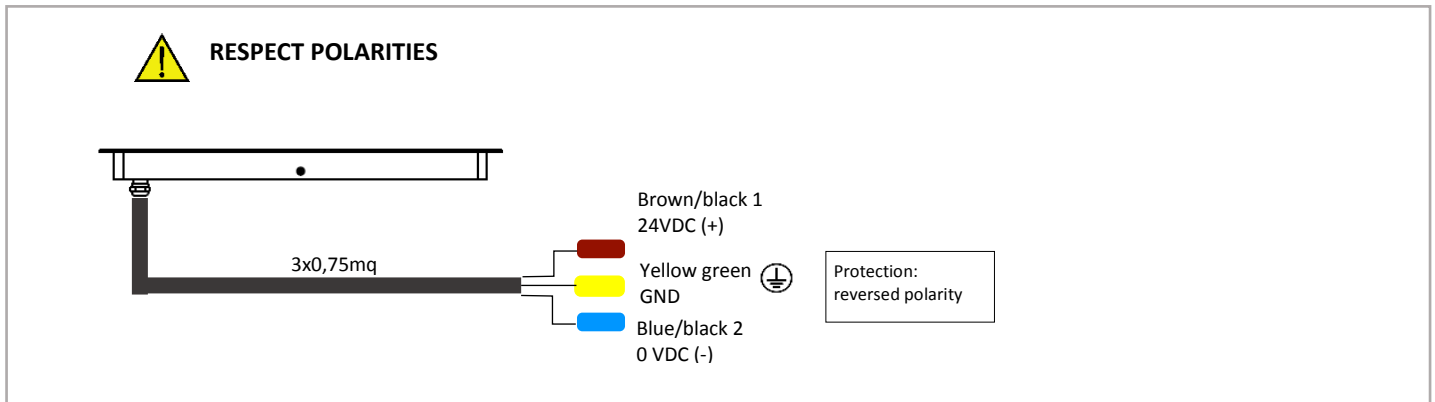 RESPECT POLARITIES
Brown/black 1
24VDC (+)
3x0,75mq
Yellow green
GND
Protection:
reversed polarity
Blue/black 2
0 VDC (-)